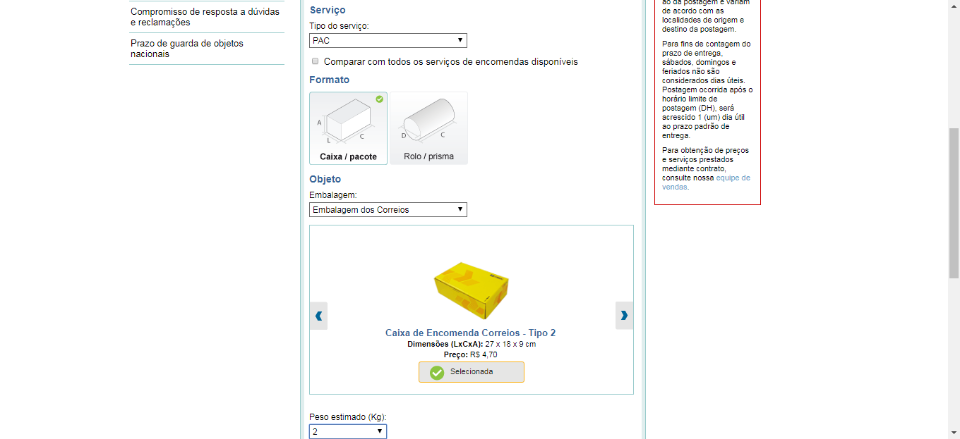 Compromisso de resposta a dúvidas
e reclamações
Prazo de guarda de objetos
nacionais
Serviço
Tipo do serviço:
PAC
Comparar com todos os serviços de encomendas disponíveis
Formato
A
L
C
Caixa / pacote
D
C
Rolo / prisma
Objeto
Embalagem:
Embalagem dos Correios
Caixa de Encomenda Correios - Tipo 2
Dimensões (LxCxA): 27 x 18 x 9 cm
Preço: R$ 4,70
Selecionada
Peso estimado (Kg):
2
ao da postagem e variam
de acordo com as
localidades de origem e
destino da postagem.
Para fins de contagem do
prazo de entrega,
sábados, domingos e
feriados não são
considerados dias úteis.
Postagem ocorrida após o
horário limite de
postagem (DH), será
acrescido 1 (um) dia útil
ao prazo padrão de
entrega.
Para obtenção de preços
e serviços prestados
mediante contrato,
consulte nossa equipe de
vendas.